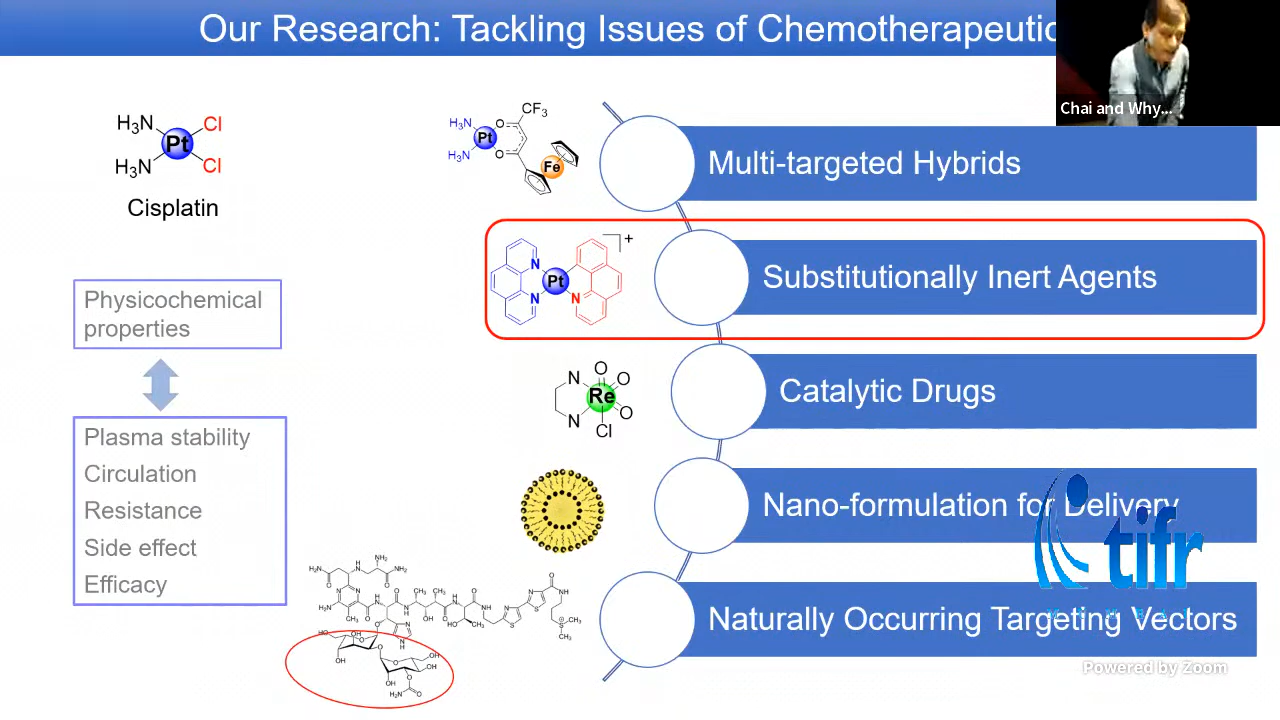 Our Research: Tackling Issues of Chemotherapeutic
Chai and Why...
H₃N
Cl
Pt
H₃N
Cl
Cisplatin
CF₃
H₃N
O
Pt
H₃N
O
Fe
Multi-targeted Hybrids
+
N
Pt
N
N
Substitutionally Inert Agents
Physicochemical
properties
O
N
O
Re
N
O
Cl
Catalytic Drugs
Plasma stability
Circulation
Resistance
Side effect
Efficacy
Nano-formulation for Delivery
tifr
Naturally Occurring Targeting Vectors
Powered by Zoom